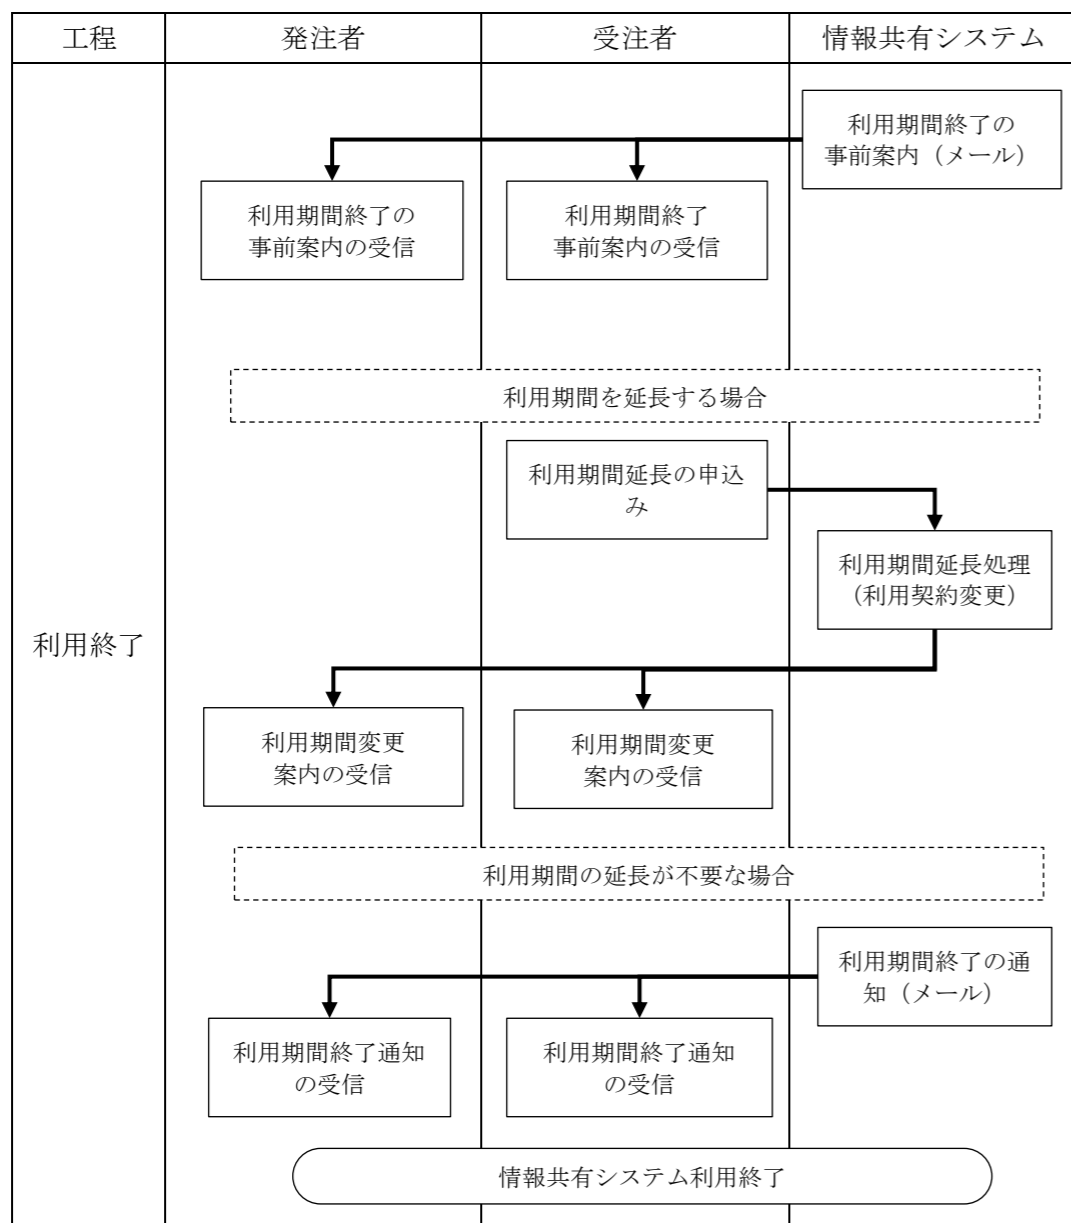 工程
発注者
受注者
情報共有システム
利用期間終了の
事前案内（メール）
利用期間終了の
事前案内の受信
利用期間終了
事前案内の受信
利用期間を延長する場合
利用期間延長の申込
み
利用期間延長処理
（利用契約変更）
利用終了
利用期間変更
案内の受信
利用期間変更
案内の受信
利用期間の延長が不要な場合
利用期間終了の通
知（メール）
利用期間終了通知
の受信
利用期間終了通知
の受信
情報共有システム利用終了